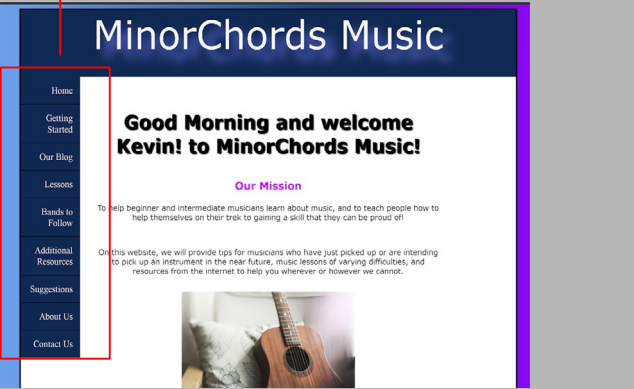 MinorChords Music
Home
Getting
Started
Our Blog
Lessons
Bands to
Follow
Additional
Resources
Suggestions
About Us
Contact Us
Good Morning and welcome
Kevin! to MinorChords Music!
Our Mission
To help beginner and intermediate musicians learn about music, and to teach people how to
help themselves on their trek to gaining a skill that they can be proud of!
On this website, we will provide tips for musicians who have just picked up or are intending
to pick up an instrument in the near future, music lessons of varying difficulties, and
resources from the internet to help you wherever or however we cannot.